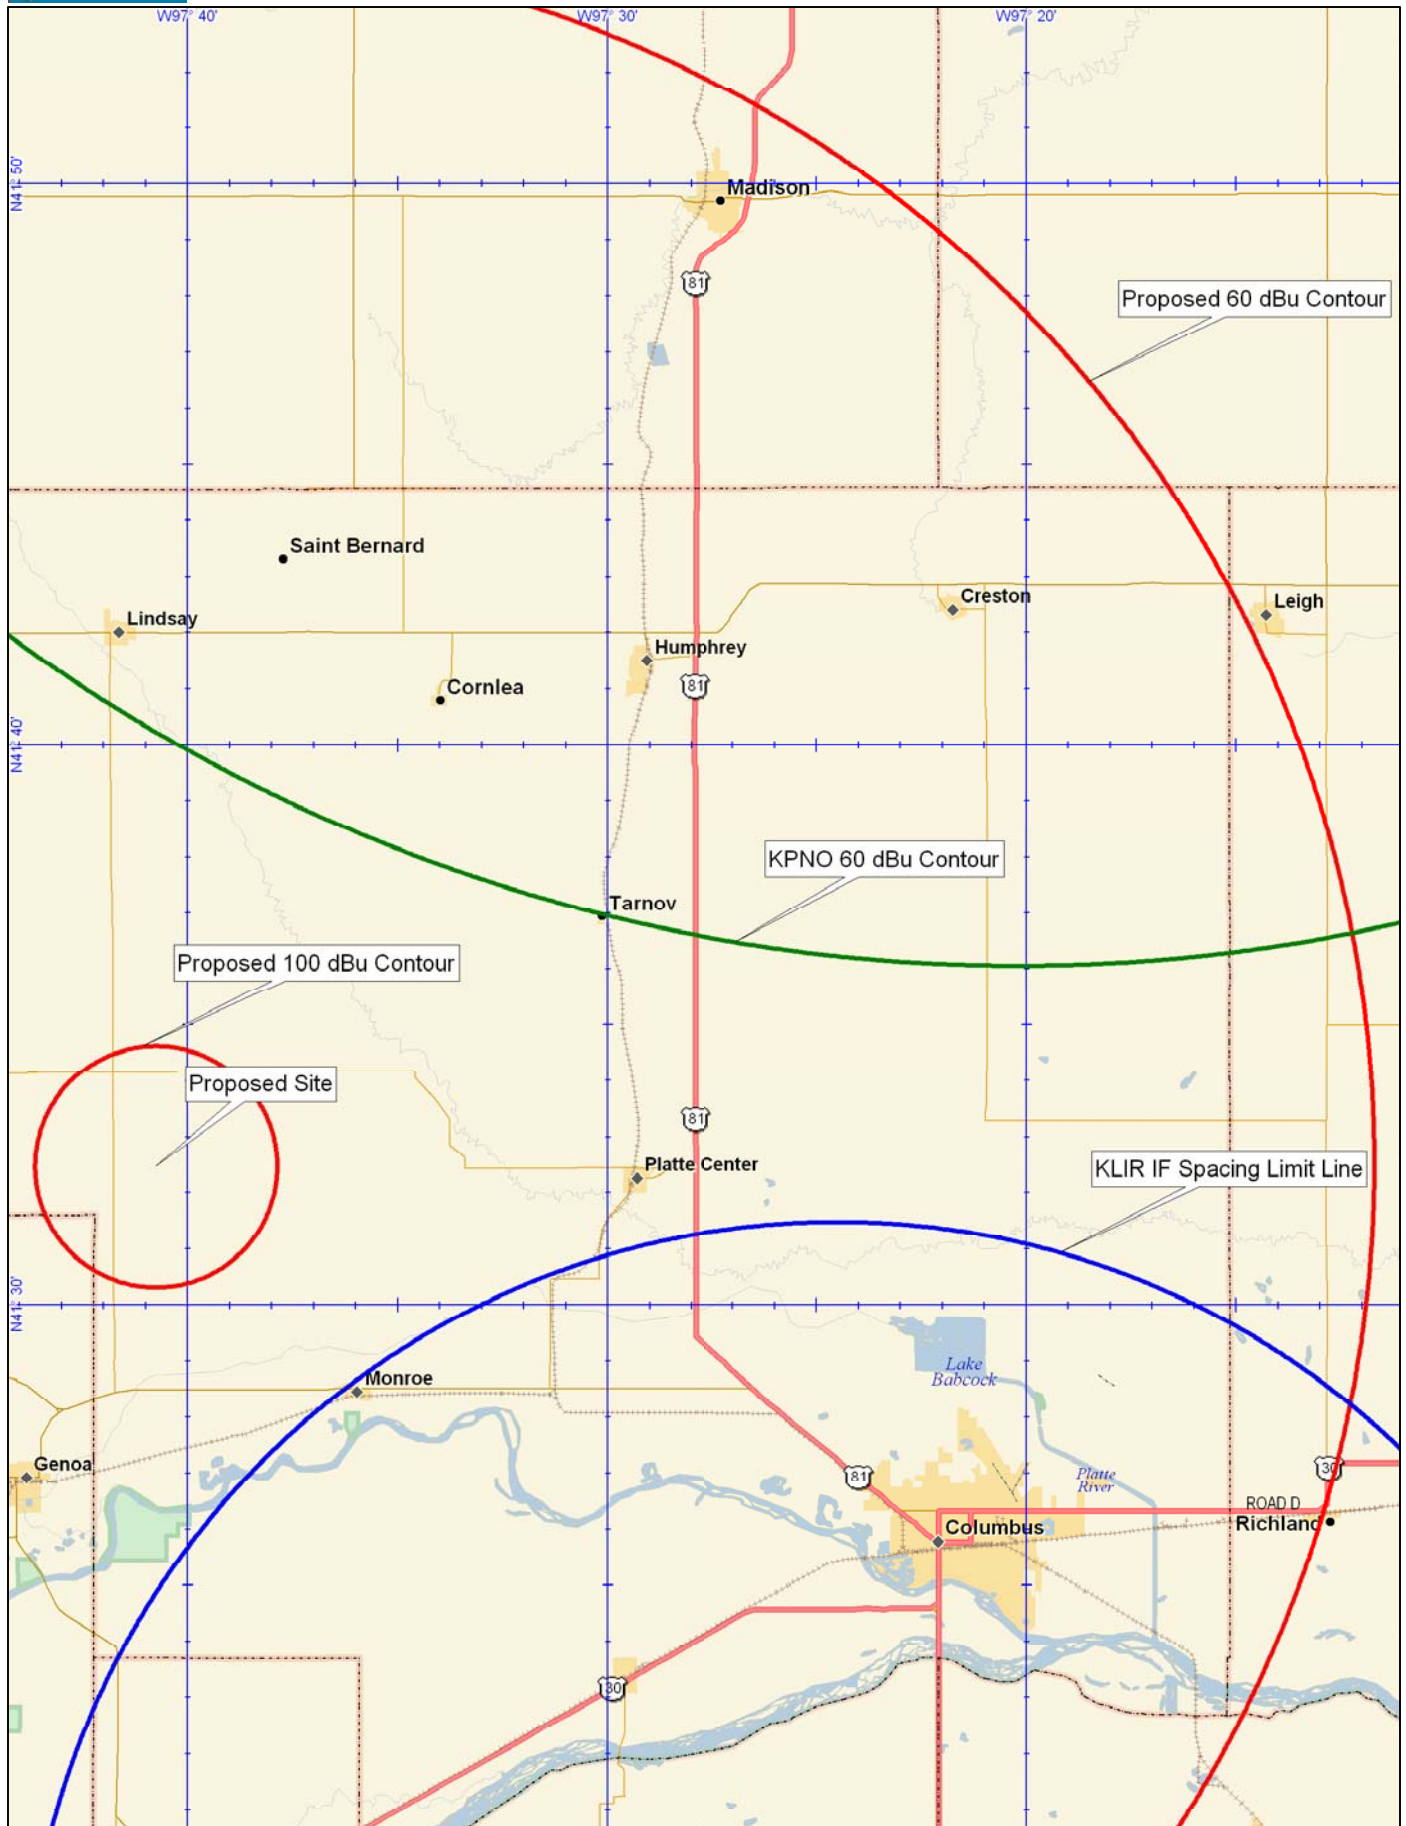 W97° 40'
W97° 30'
W97° 20'
N41° 50'
Madison
81
Proposed 60 dBu Contour
Saint Bernard
Creston
Leigh
Lindsay
Humphrey
81
Cornlea
N41° 40'
KPNO 60 dBu Contour
Tarnov
Proposed 100 dBu Contour
Proposed Site
81
Platte Center
KLIR IF Spacing Limit Line
N41° 30'
Lake
Babcock
Monroe
Genoa
81
Platte
River
30
ROAD D
Richland
Columbus
30